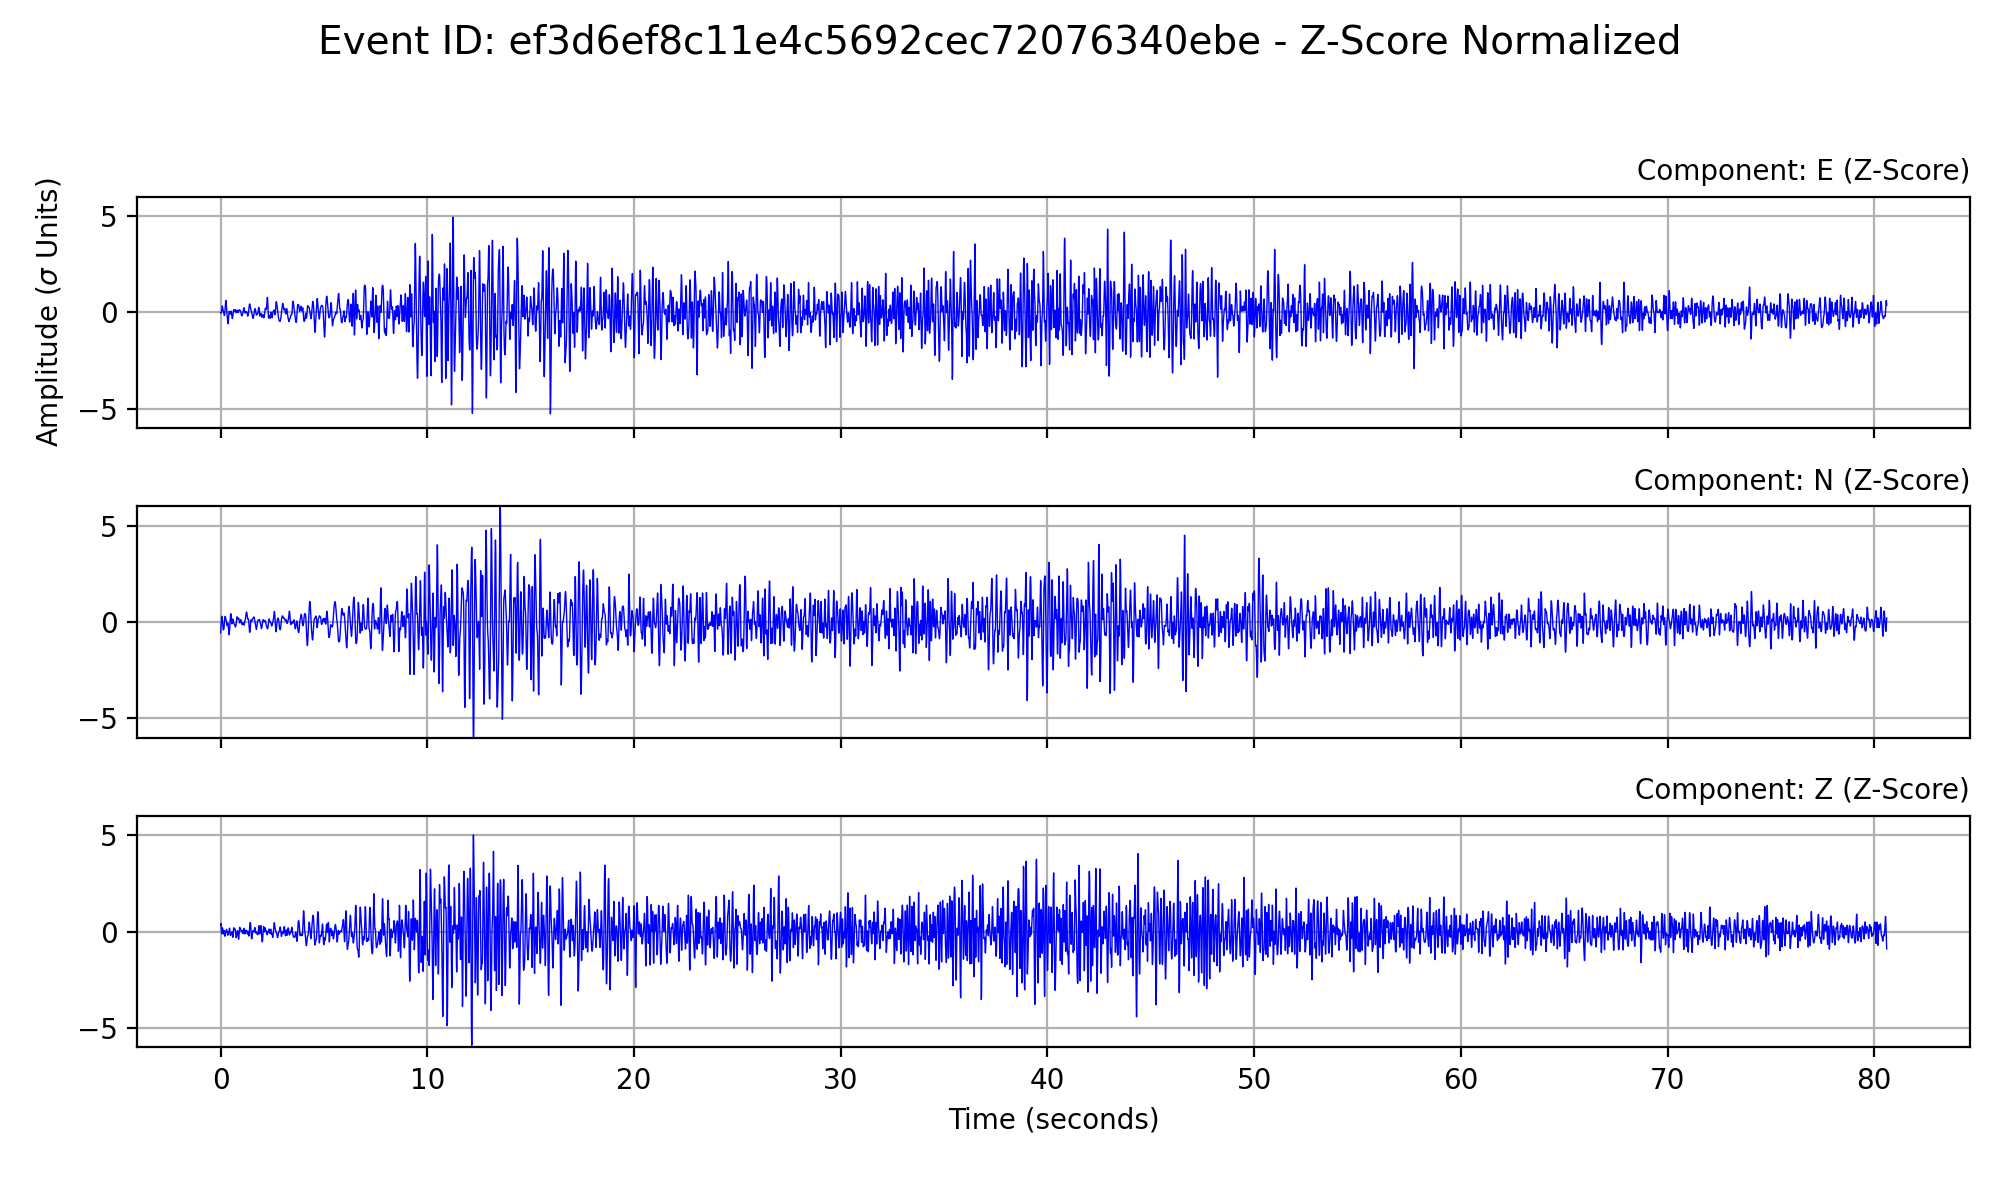 Event ID: ef3d6ef8c11e4c5692cec72076340ebe - Z-Score Normalized
Component: E (Z-Score)
Amplitude (σ Units)
5
0
−5
Component: N (Z-Score)
5
0
−5
Component: Z (Z-Score)
5
0
−5
0 10 20 30 40 50 60 70 80
Time (seconds)